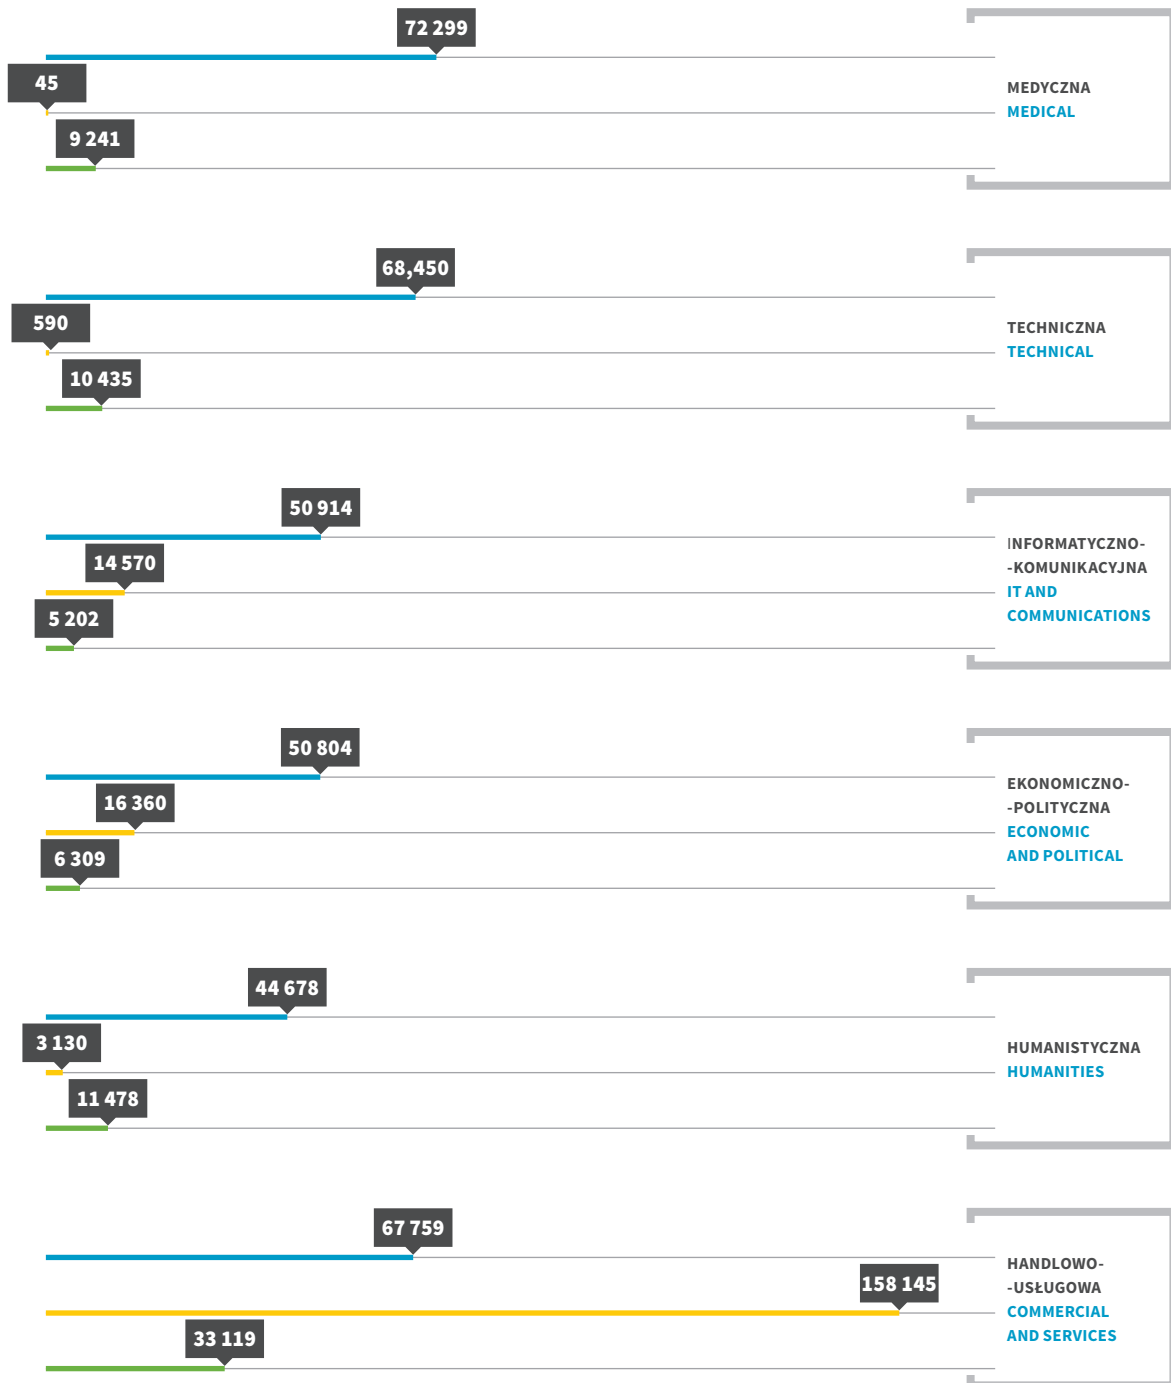 72 299
45
9 241
MEDYCZNA
MEDICAL
68,450
590
10 435
TECHNICZNA
TECHNICAL
50 914
14 570
5 202
INFORMATYCZNO-
-KOMUNIKACYJNA
IT AND
COMMUNICATIONS
50 804
16 360
6 309
EKONOMICZNO-
-POLITYCZNA
ECONOMIC
AND POLITICAL
44 678
3 130
11 478
HUMANISTYCZNA
HUMANITIES
67 759
158 145
33 119
HANDLOWO-
-USŁUGOWA
COMMERCIAL
AND SERVICES